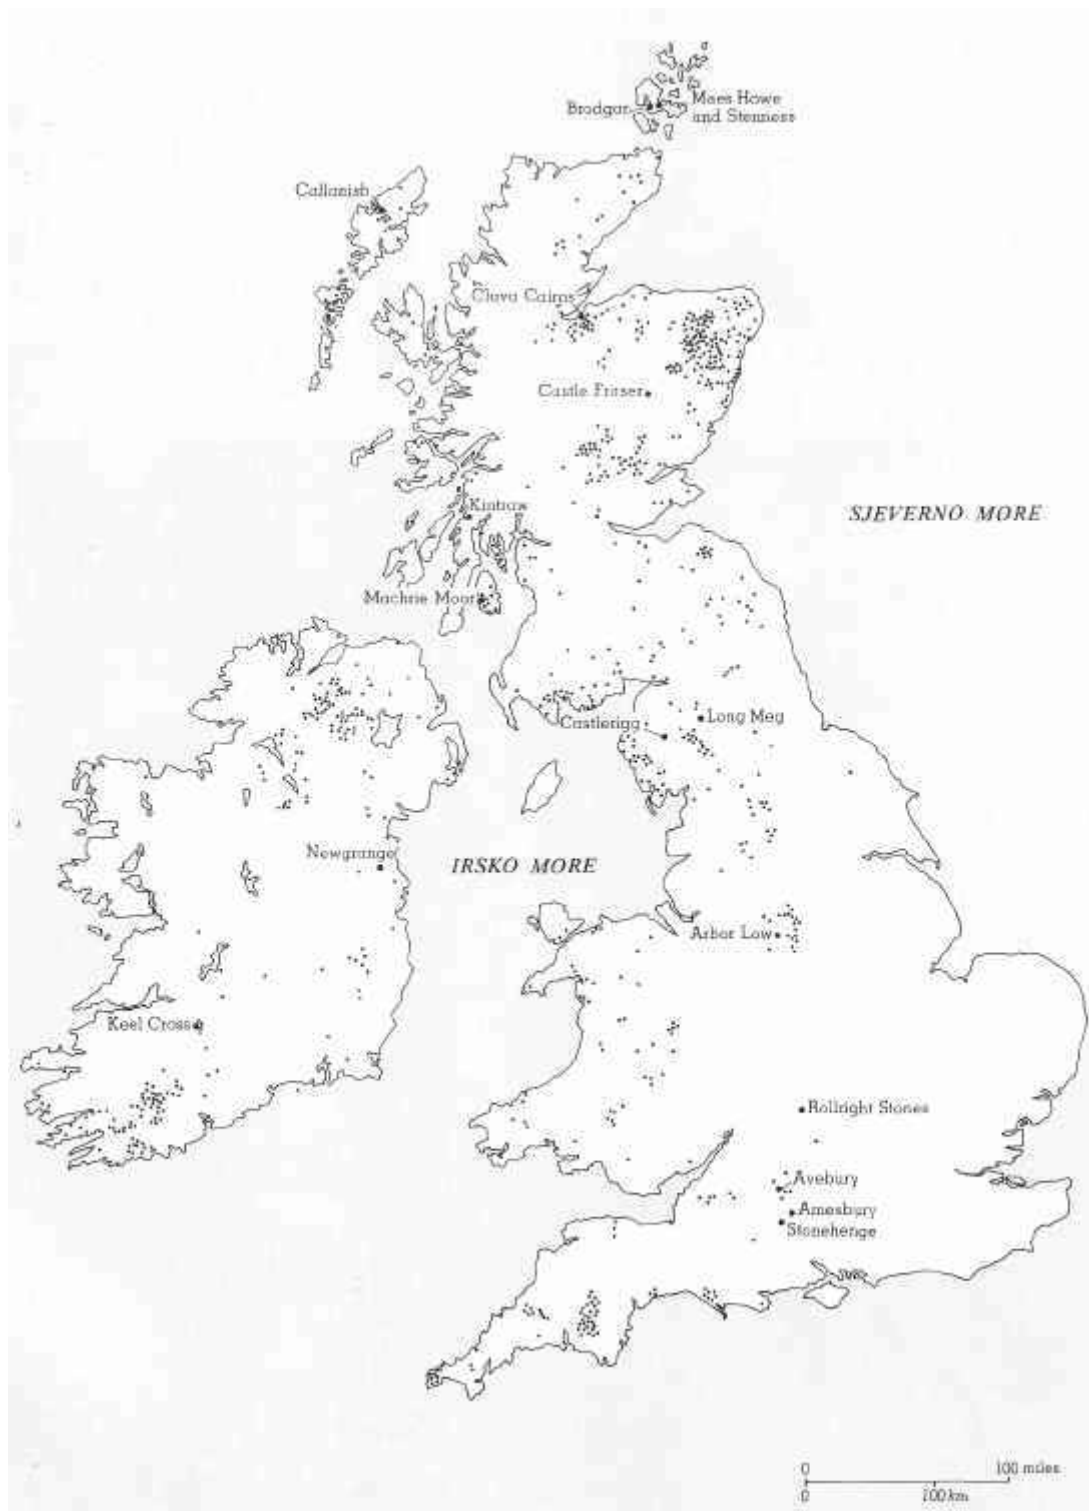 Maes Howe
Brodgar
and Stenness
Callanish
Clava Cairns
Castle Fraser
Kintraw
SJEVERNO MORE
Machrie Moor
Castlerigg
Long Meg
Newgrange
IRSKO MORE
Arbor Low
Keel Cross
Rollright Stones
Avebury
Amesbury
Stonehenge
0 100 miles
0 100 km